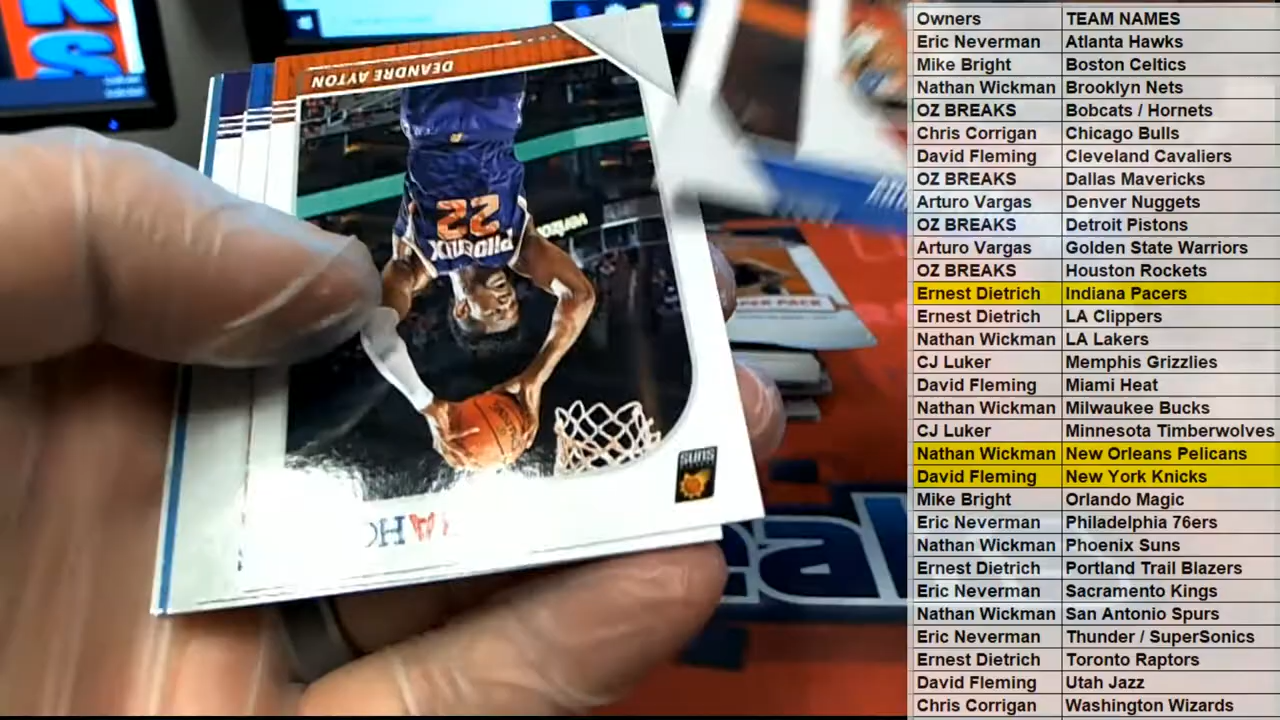 KS
DEANDRE AYTON
22
PHOENIX
verizon
SUNS
Owners TEAM NAMES
Eric Neverman Atlanta Hawks
Mike Bright Boston Celtics
Nathan Wickman Brooklyn Nets
OZ BREAKS Bobcats / Hornets
Chris Corrigan Chicago Bulls
David Fleming Cleveland Cavaliers
OZ BREAKS Dallas Mavericks
Arturo Vargas Denver Nuggets
OZ BREAKS Detroit Pistons
Arturo Vargas Golden State Warriors
OZ BREAKS Houston Rockets
Ernest Dietrich Indiana Pacers
Ernest Dietrich LA Clippers
Nathan Wickman LA Lakers
CJ Luker Memphis Grizzlies
David Fleming Miami Heat
Nathan Wickman Milwaukee Bucks
CJ Luker Minnesota Timberwolves
Nathan Wickman New Orleans Pelicans
David Fleming New York Knicks
Mike Bright Orlando Magic
Eric Neverman Philadelphia 76ers
Nathan Wickman Phoenix Suns
Ernest Dietrich Portland Trail Blazers
Eric Neverman Sacramento Kings
Nathan Wickman San Antonio Spurs
Eric Neverman Thunder / SuperSonics
Ernest Dietrich Toronto Raptors
David Fleming Utah Jazz
Chris Corrigan Washington Wizards